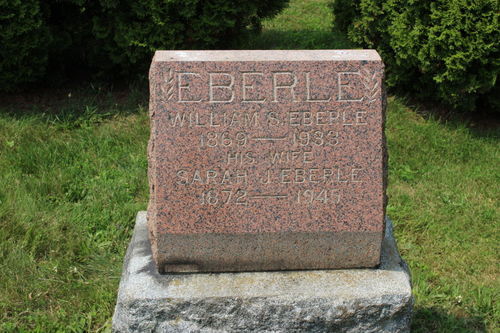 EBERLE
WILLIAM S. EBERLE
1869 — 1933
HIS WIFE
SARAH J. EBERLE
1872 — 1945